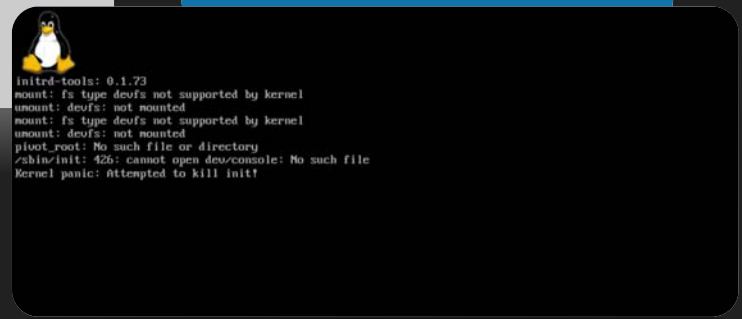 initrd-tools: 0.1.73
mount: fs type devfs not supported by kernel
umount: devfs: not mounted
mount: fs type devfs not supported by kernel
umount: devfs: not mounted
pivot_root: No such file or directory
/sbin/init: 426: cannot open dev/console: No such file
Kernel panic: Attempted to kill init!